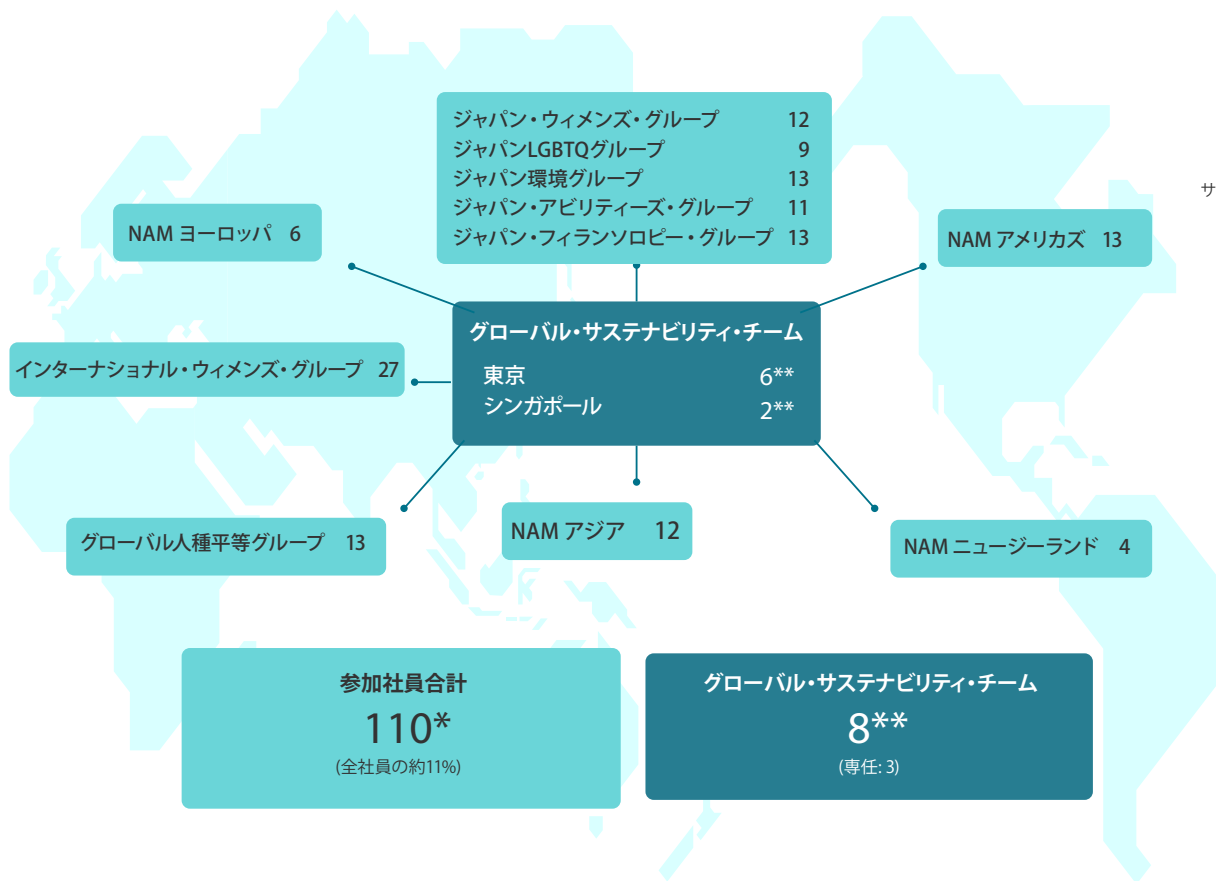 ジャパン・ウィメンズ・グループ 12
ジャパンLGBTQグループ 9
ジャパン環境グループ 13
ジャパン・アビリティーズ・グループ 11
ジャパン・フィランソロピー・グループ 13
サ
NAM ヨーロッパ 6
NAM アメリカズ 13
グローバル・サステナビリティ・チーム
東京 6**
シンガポール 2**
インターナショナル・ウィメンズ・グループ 27
グローバル人種平等グループ 13
NAM アジア 12
NAM ニュージーランド 4
参加社員合計
110*
(全社員の約11%)
グローバル・サステナビリティ・チーム
8**
(専任: 3)